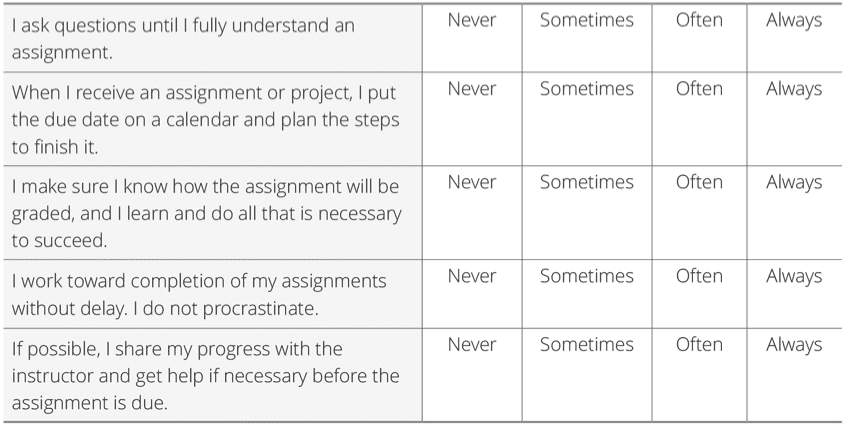 I ask questions until I fully understand an Never Sometimes Often Always
assignment.
When I receive an assignment or project, I put Never Sometimes Often Always
the due date on a calendar and plan the steps
to finish it.
I make sure I know how the assignment will be Never Sometimes Often Always
graded, and I learn and do all that is necessary
to succeed.
I work toward completion of my assignments Never Sometimes Often Always
without delay. I do not procrastinate.
If possible, I share my progress with the Never Sometimes Often Always
instructor and get help if necessary before the
assignment is due.